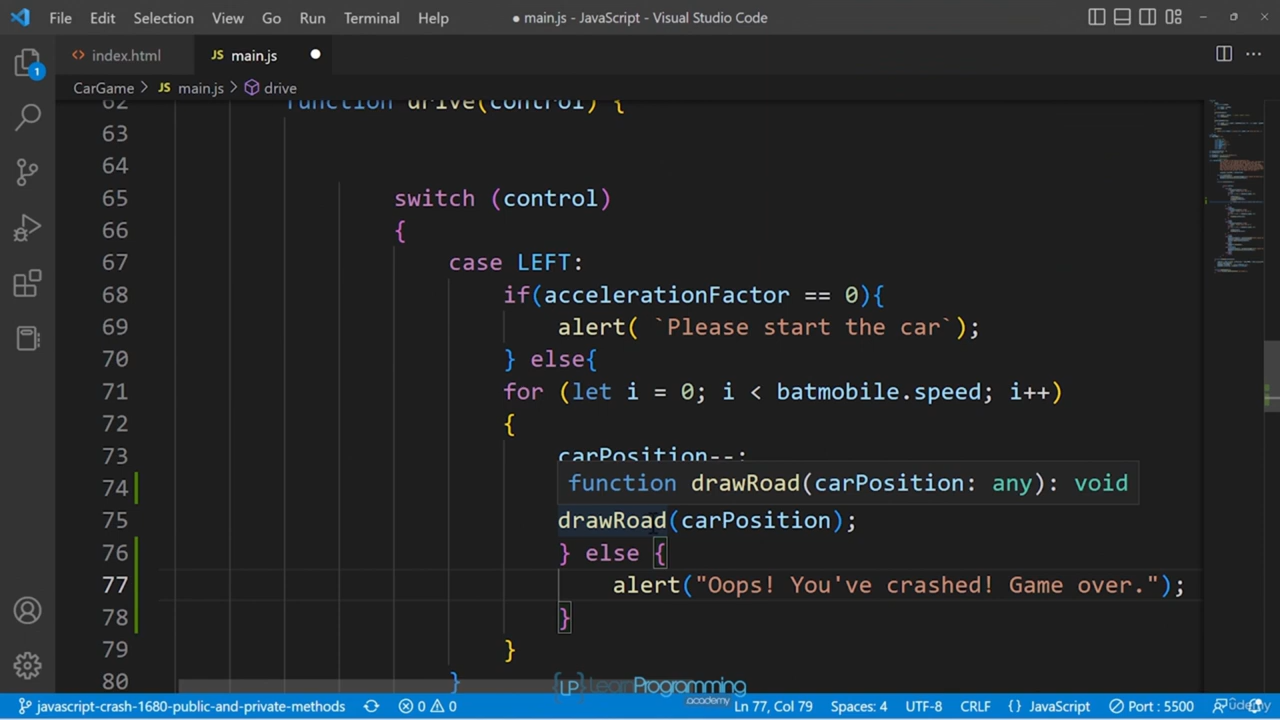 File Edit Selection View Go Run Terminal Help ● main.js - JavaScript - Visual Studio Code
index.html JS main.js
CarGame > JS main.js > drive
62 function drive(control) {
63
64
65 switch (control)
66 {
67 case LEFT:
68 if(accelerationFactor == 0){
69 alert( `Please start the car`);
70 } else{
71 for (let i = 0; i < batmobile.speed; i++)
72 {
73 carPosition--;
74 function drawRoad(carPosition: any): void
75 drawRoad(carPosition);
76 } else {
77 alert("Oops! You've crashed! Game over.");
78 }
79 }
80 }
LP Learn Programming academy
javascript-crash-1680-public-and-private-methods 0 0 Ln 77, Col 79 Spaces: 4 UTF-8 CRLF {} JavaScript Port : 5500 Udemy
1